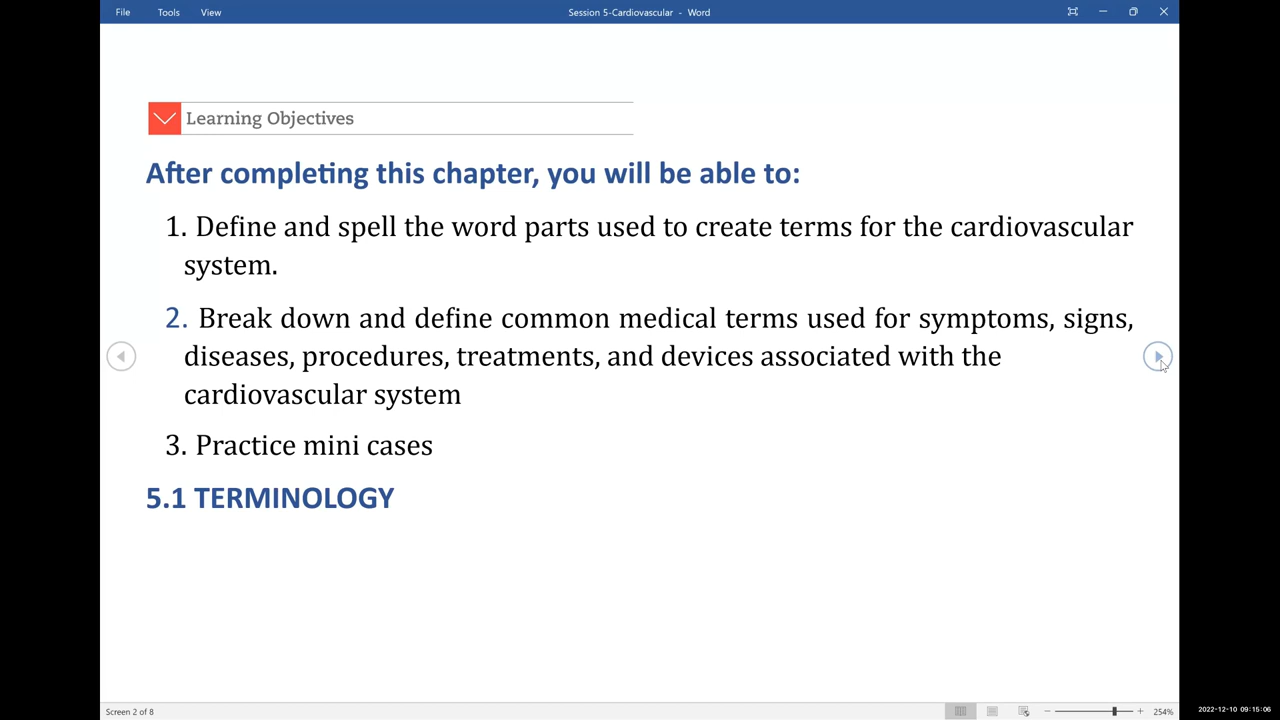 File Tools View Session 5-Cardiovascular - Word
Learning Objectives
After completing this chapter, you will be able to:
1. Define and spell the word parts used to create terms for the cardiovascular
system.
2. Break down and define common medical terms used for symptoms, signs,
diseases, procedures, treatments, and devices associated with the
cardiovascular system
3. Practice mini cases
5.1 TERMINOLOGY
Screen 2 of 8
254%
2022-12-10 09:15:06